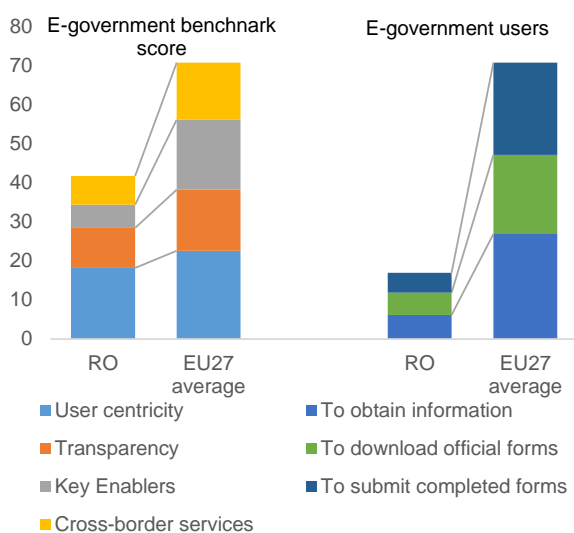 E-government benchmark
score
E-government users
80
70
60
50
40
30
20
10
0
RO
EU27
average
RO
EU27
average
User centricity
To obtain information
Transparency
To download official forms
Key Enablers
To submit completed forms
Cross-border services